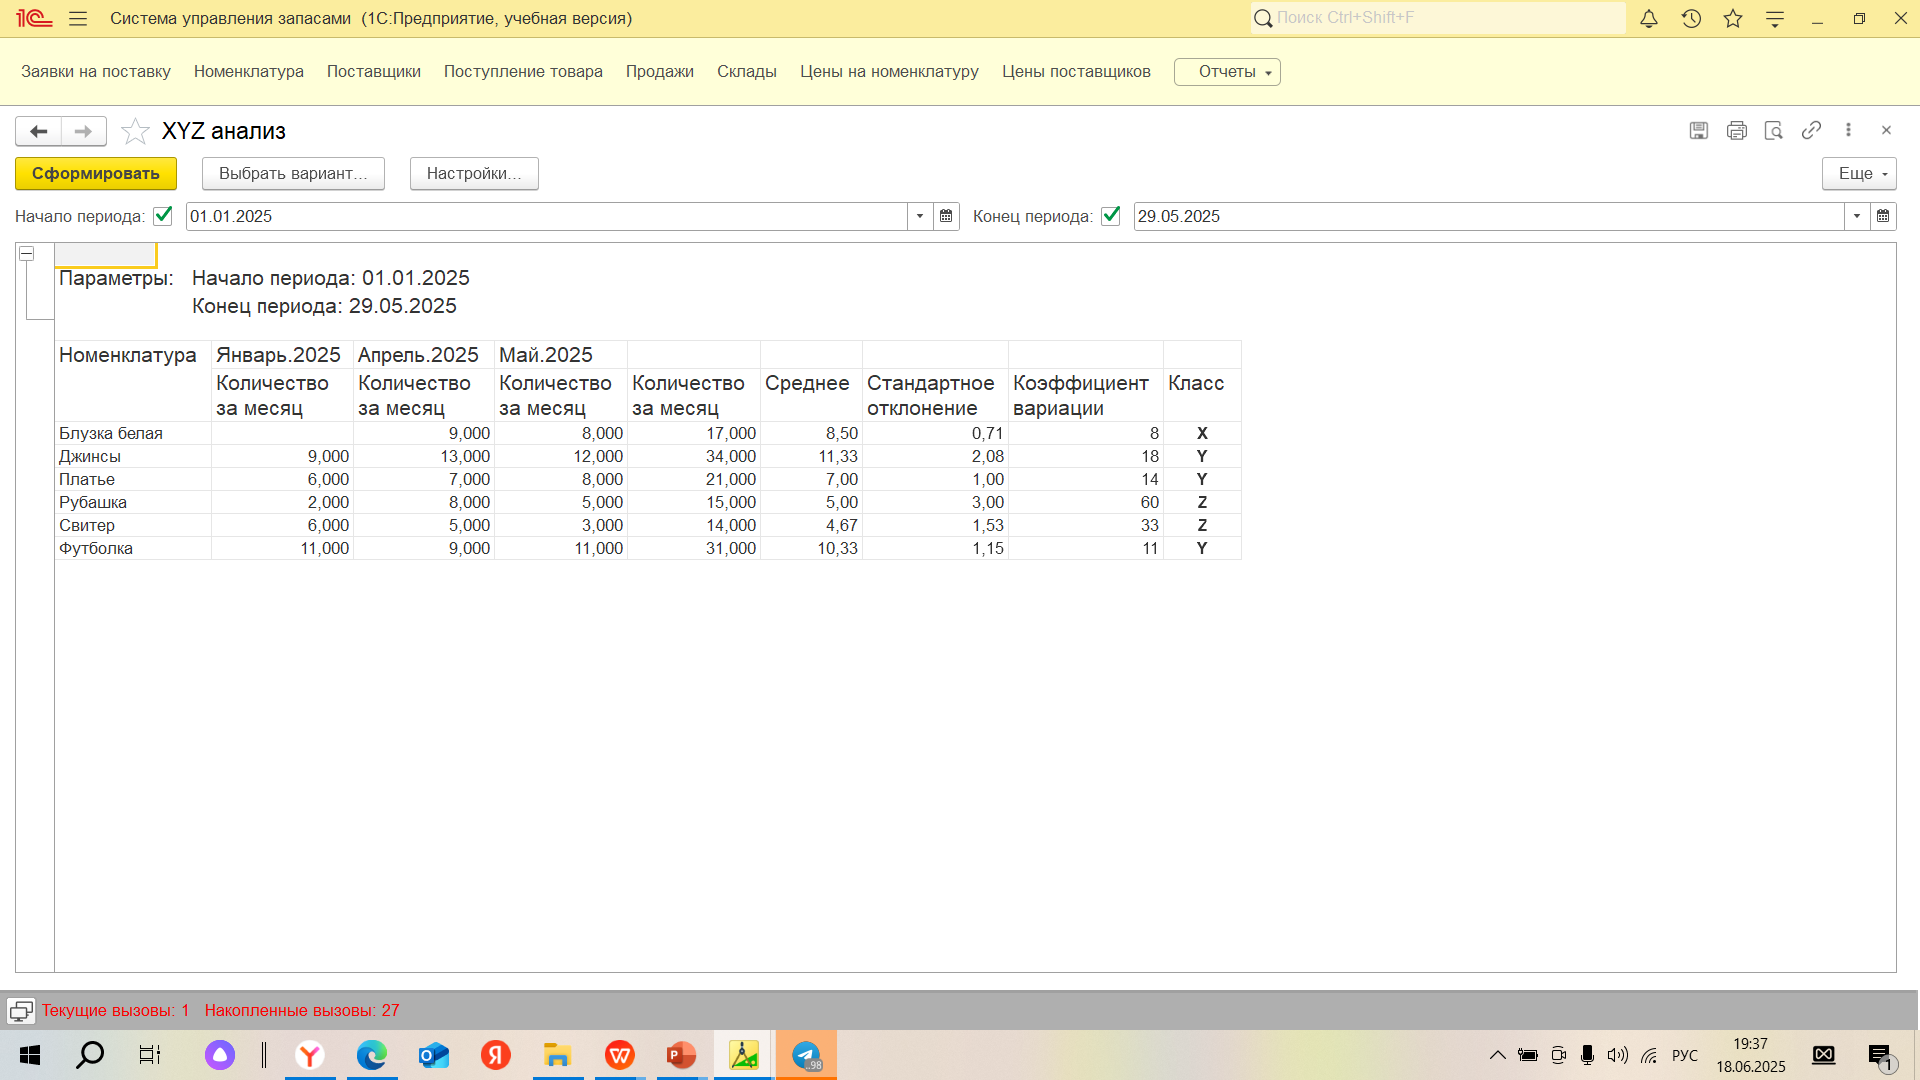 Система управления запасами (1С:Предприятие, учебная версия)
Поиск Ctrl+Shift+F
Заявки на поставку Номенклатура Поставщики Поступление товара Продажи Склады Цены на номенклатуру Цены поставщиков Отчеты
XYZ анализ
Сформировать Выбрать вариант... Настройки... Еще
Начало периода: 01.01.2025 Конец периода: 29.05.2025
Параметры: Начало периода: 01.01.2025
Конец периода: 29.05.2025
Номенклатура Январь.2025 Апрель.2025 Май.2025
Количество за месяц Количество за месяц Количество за месяц Количество за месяц Среднее Стандартное отклонение Коэффициент вариации Класс
Блузка белая 9,000 8,000 17,000 8,50 0,71 8 X
Джинсы 9,000 13,000 12,000 34,000 11,33 2,08 18 Y
Платье 6,000 7,000 8,000 21,000 7,00 1,00 14 Y
Рубашка 2,000 8,000 5,000 15,000 5,00 3,00 60 Z
Свитер 6,000 5,000 3,000 14,000 4,67 1,53 33 Z
Футболка 11,000 9,000 11,000 31,000 10,33 1,15 11 Y
Текущие вызовы: 1 Накопленные вызовы: 27
РУС
19:37
18.06.2025
1
..98